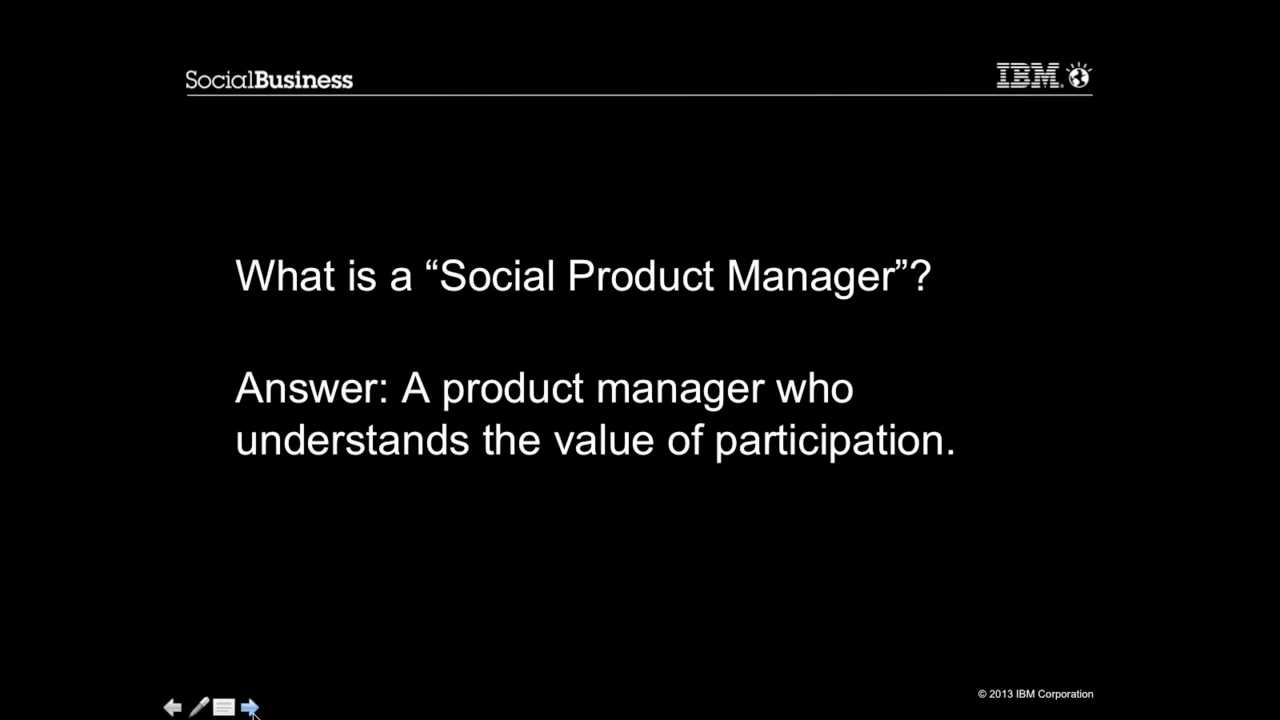 SocialBusiness
IBM
What is a “Social Product Manager”?
Answer: A product manager who
understands the value of participation.
© 2013 IBM Corporation